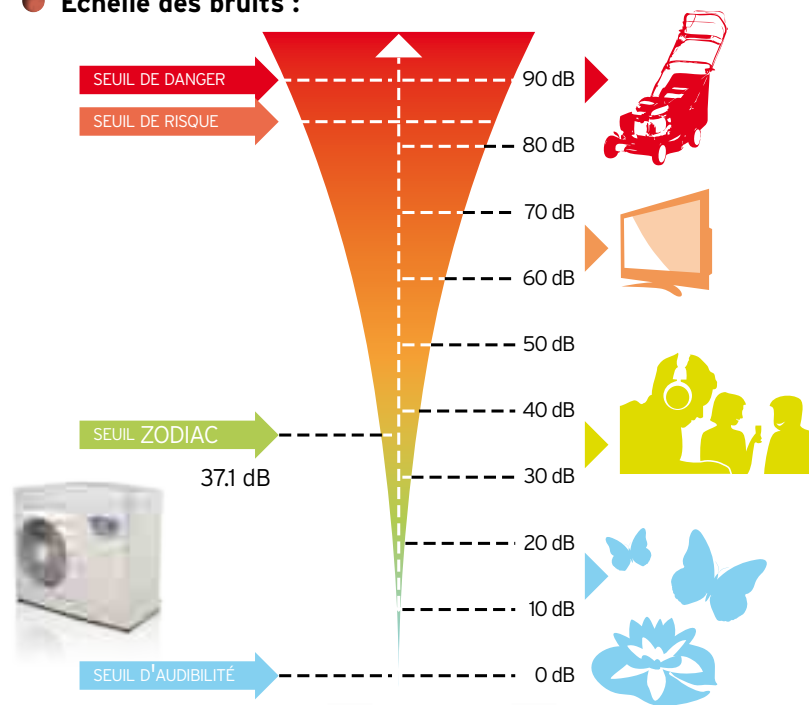 Echelle des bruits :
SEUIL DE DANGER
90 dB
SEUIL DE RISQUE
80 dB
70 dB
60 dB
50 dB
40 dB
SEUIL ZODIAC
37.1 dB
30 dB
20 dB
10 dB
SEUIL D'AUDIBILITÉ
0 dB